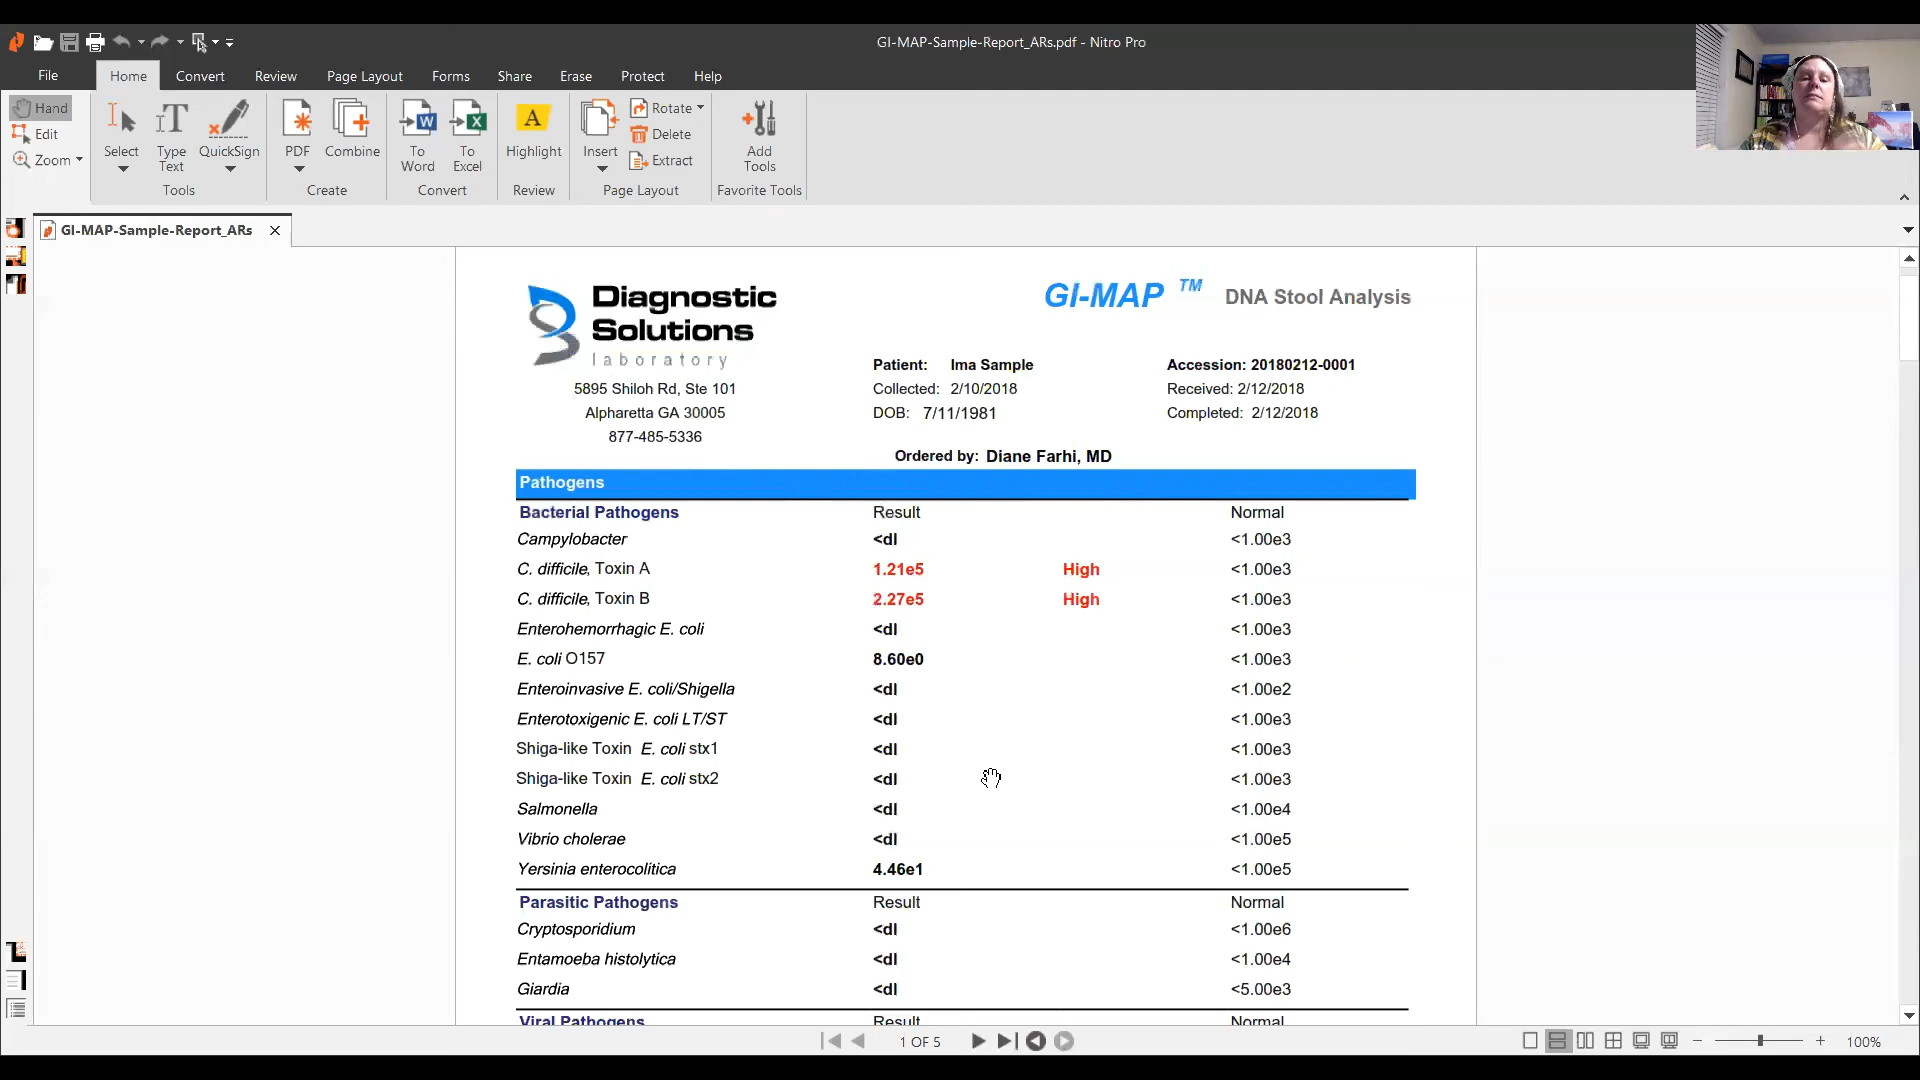 GI-MAP-Sample-Report_ARs.pdf - Nitro Pro
File Home Convert Review Page Layout Forms Share Erase Protect Help
Hand
Edit
Zoom
Select
Type Text
QuickSign
Tools
PDF
Combine
Create
To Word
To Excel
Convert
Highlight
Review
Insert
Rotate
Delete
Extract
Page Layout
Add Tools
Favorite Tools
GI-MAP-Sample-Report_ARs
Diagnostic
Solutions
laboratory
5895 Shiloh Rd, Ste 101
Alpharetta GA 30005
877-485-5336
GI-MAP TM DNA Stool Analysis
Patient: Ima Sample Accession: 20180212-0001
Collected: 2/10/2018 Received: 2/12/2018
DOB: 7/11/1981 Completed: 2/12/2018
Ordered by: Diane Farhi, MD
Pathogens
Bacterial Pathogens Result Normal
Campylobacter <dl <1.00e3
C. difficile, Toxin A 1.21e5 High <1.00e3
C. difficile, Toxin B 2.27e5 High <1.00e3
Enterohemorrhagic E. coli <dl <1.00e3
E. coli O157 8.60e0 <1.00e3
Enteroinvasive E. coli/Shigella <dl <1.00e2
Enterotoxigenic E. coli LT/ST <dl <1.00e3
Shiga-like Toxin E. coli stx1 <dl <1.00e3
Shiga-like Toxin E. coli stx2 <dl <1.00e3
Salmonella <dl <1.00e4
Vibrio cholerae <dl <1.00e5
Yersinia enterocolitica 4.46e1 <1.00e5
Parasitic Pathogens Result Normal
Cryptosporidium <dl <1.00e6
Entamoeba histolytica <dl <1.00e4
Giardia <dl <5.00e3
Viral Pathogens Result Normal
1 OF 5
100%